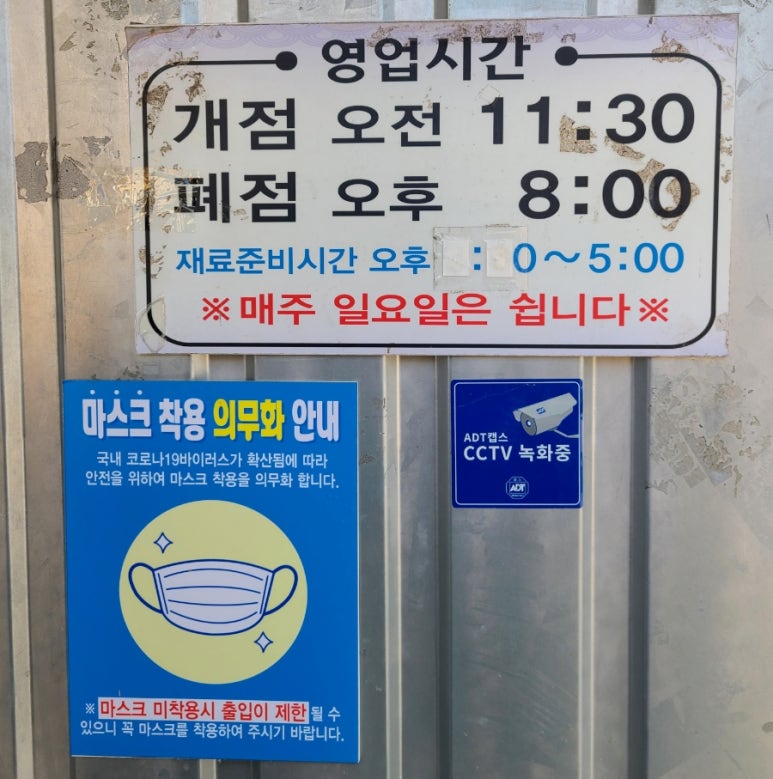 영업시간
개점 오전 11:30
폐점 오후 8:00
재료준비시간 오후 : 0~5:00
※매주 일요일은 쉽니다※
마스크 착용 의무화 안내
국내 코로나19바이러스가 확산됨에 따라
안전을 위하여 마스크 착용을 의무화 합니다.
※ 마스크 미착용시 출입이 제한 될 수
있으니 꼭 마스크를 착용하여 주시기 바랍니다.
ADT캡스
CCTV 녹화중
ADT